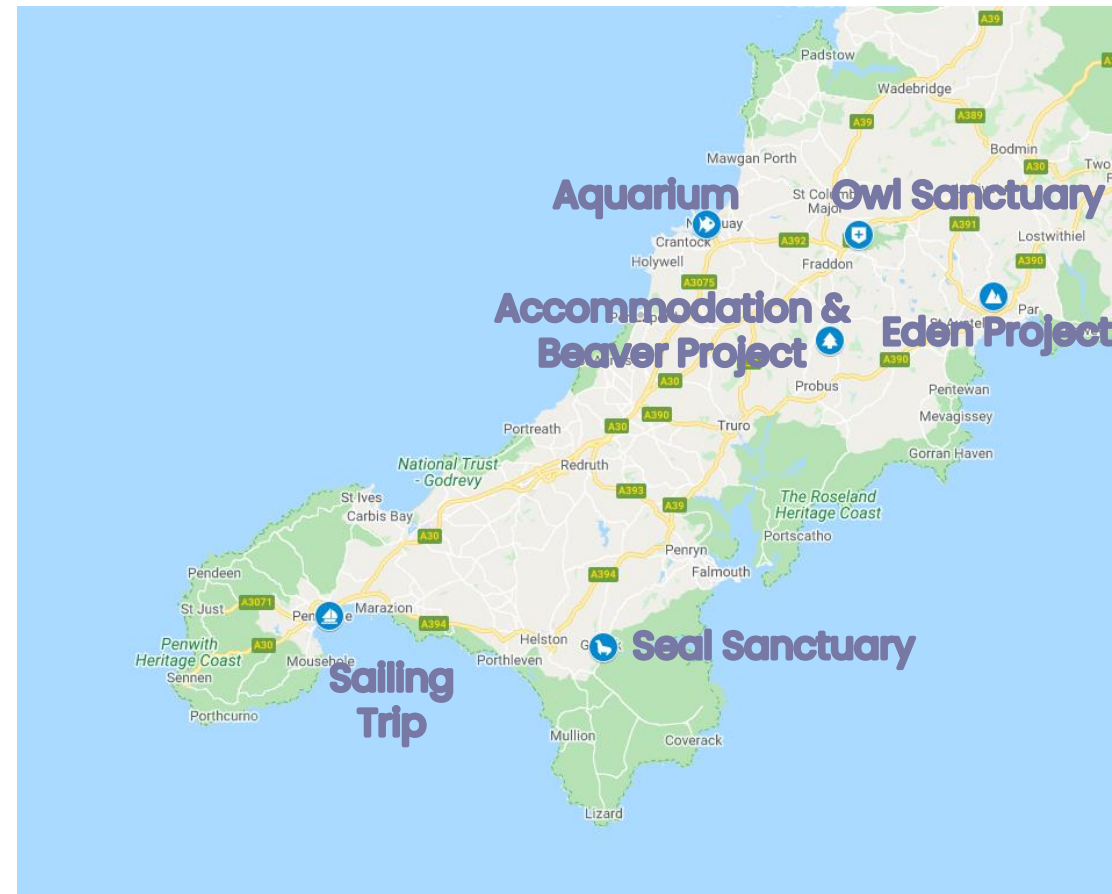 A39
Padstow
Wadebridge
A39
A389
Bodmin
Mawgan Porth
A30
Two
Aquarium
St Columb
Major
Owl Sanctuary
A391
Lostwithiel
Crantock
A392
Holywell
Fraddon
A390
A3075
Accommodation &
Par
Eden Project
Beaver Project
A390
A30
Probus
Pentewan
A390
Mevagissey
Portreath
A30
Truro
Gorran Haven
National Trust
- Godrevy
Redruth
A393
The Roseland
Heritage Coast
St Ives
Carbis Bay
A39
A30
Portscatho
Penryn
Pendeen
A394
Falmouth
St Just
A3071
Marazion
A394
Penwith
Heritage Coast
A30
Mousehole
Helston
Seal Sanctuary
Sennen
Porthleven
Sailing
Trip
Porthcurno
Mullion
Coverack
Lizard